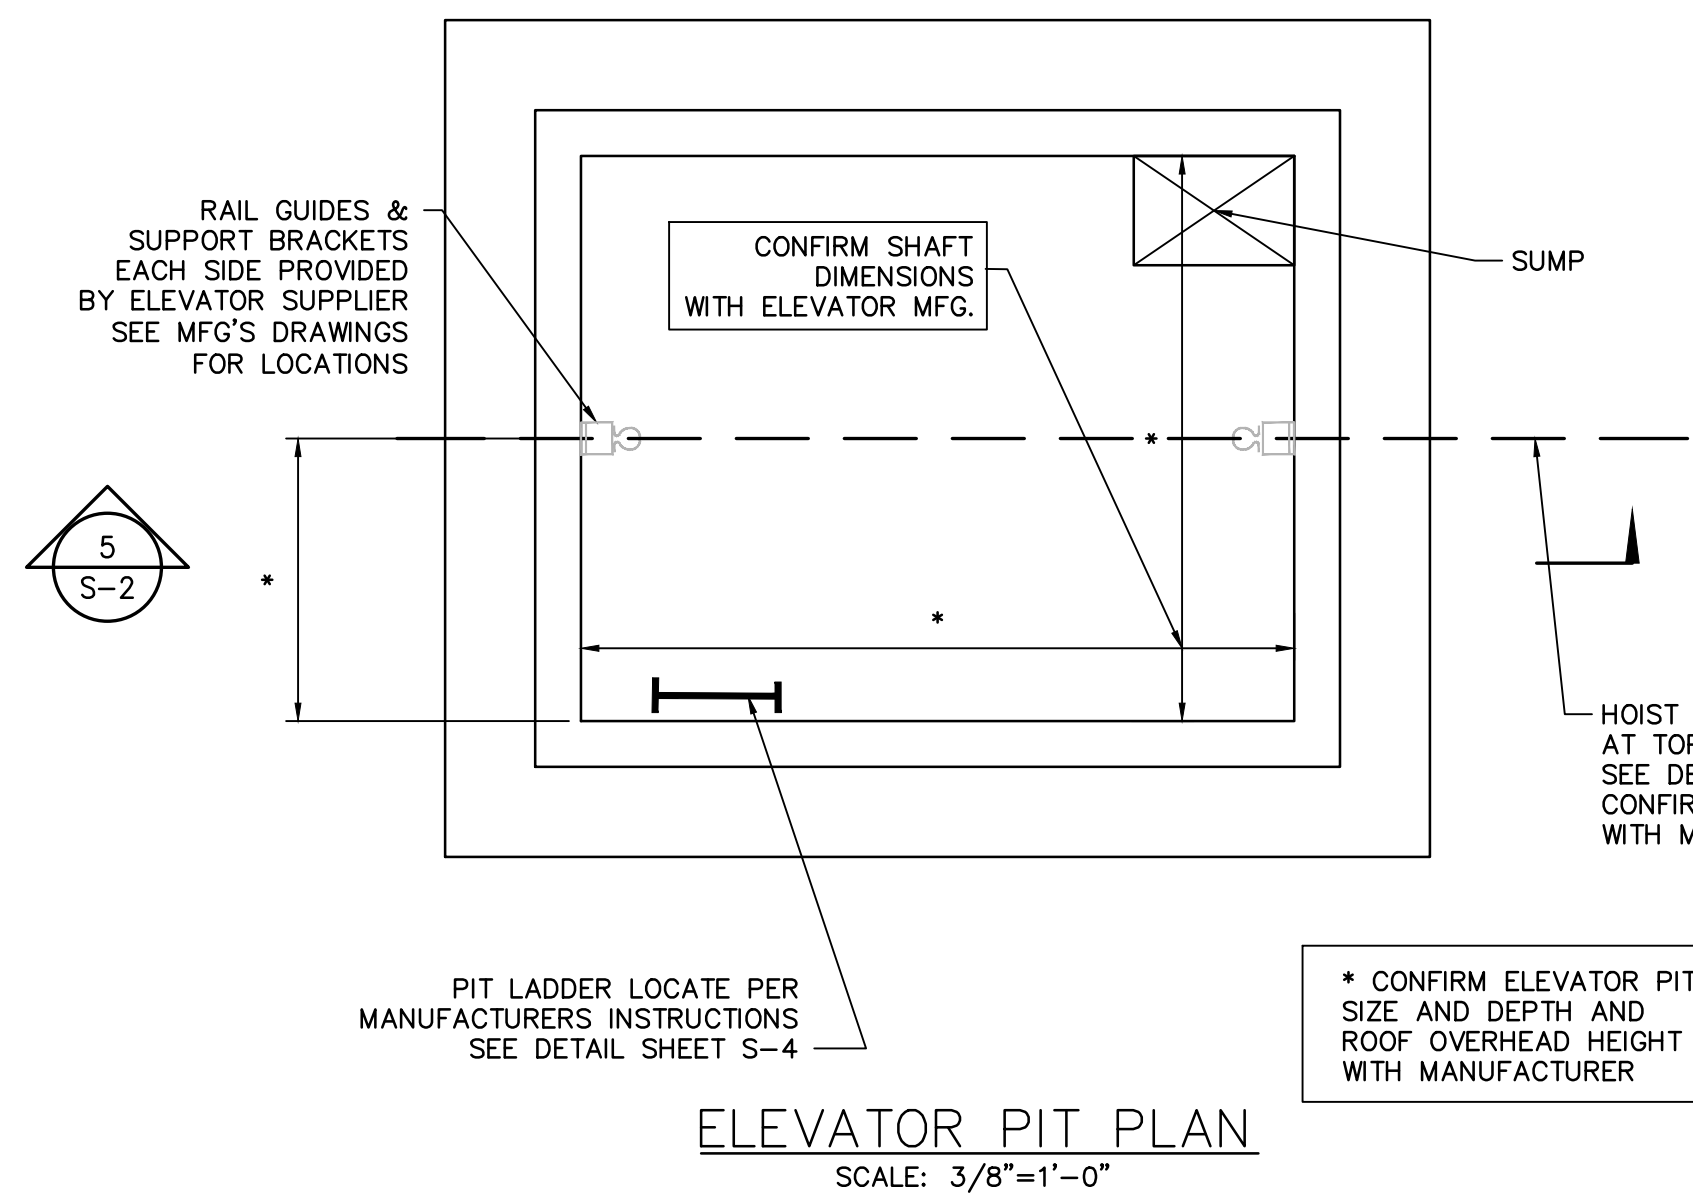 RAIL GUIDES &
SUPPORT BRACKETS
EACH SIDE PROVIDED
BY ELEVATOR SUPPLIER
SEE MFG'S DRAWINGS
FOR LOCATIONS
CONFIRM SHAFT
DIMENSIONS
WITH ELEVATOR MFG.
SUMP
*
5
S-2
*
*
HOIST
AT TOP
SEE DE
CONFIR
WITH M
PIT LADDER LOCATE PER
MANUFACTURERS INSTRUCTIONS
SEE DETAIL SHEET S-4
* CONFIRM ELEVATOR PIT
SIZE AND DEPTH AND
ROOF OVERHEAD HEIGHT
WITH MANUFACTURER
ELEVATOR PIT PLAN
SCALE: 3/8"=1'-0"